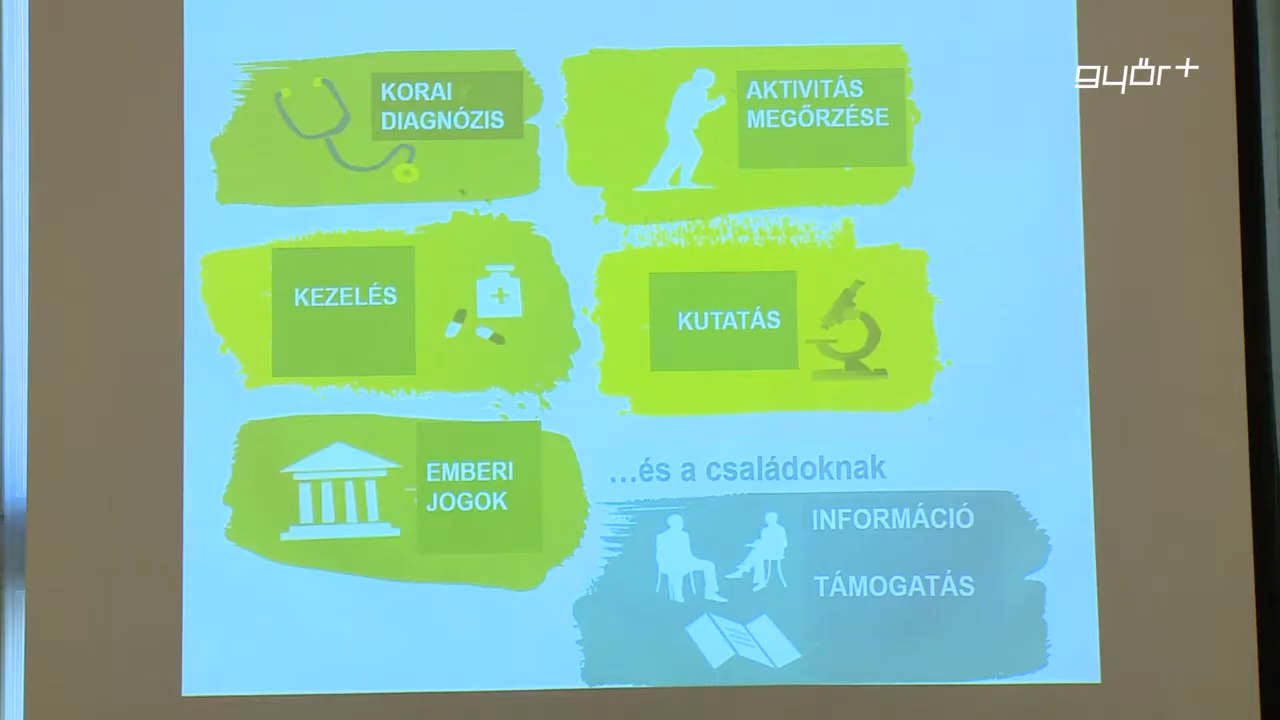 győr+
KORAI
DIAGNÓZIS
AKTIVITÁS
MEGŐRZÉSE
KEZELÉS
KUTATÁS
EMBERI
JOGOK
...és a családoknak
INFORMÁCIÓ
TÁMOGATÁS